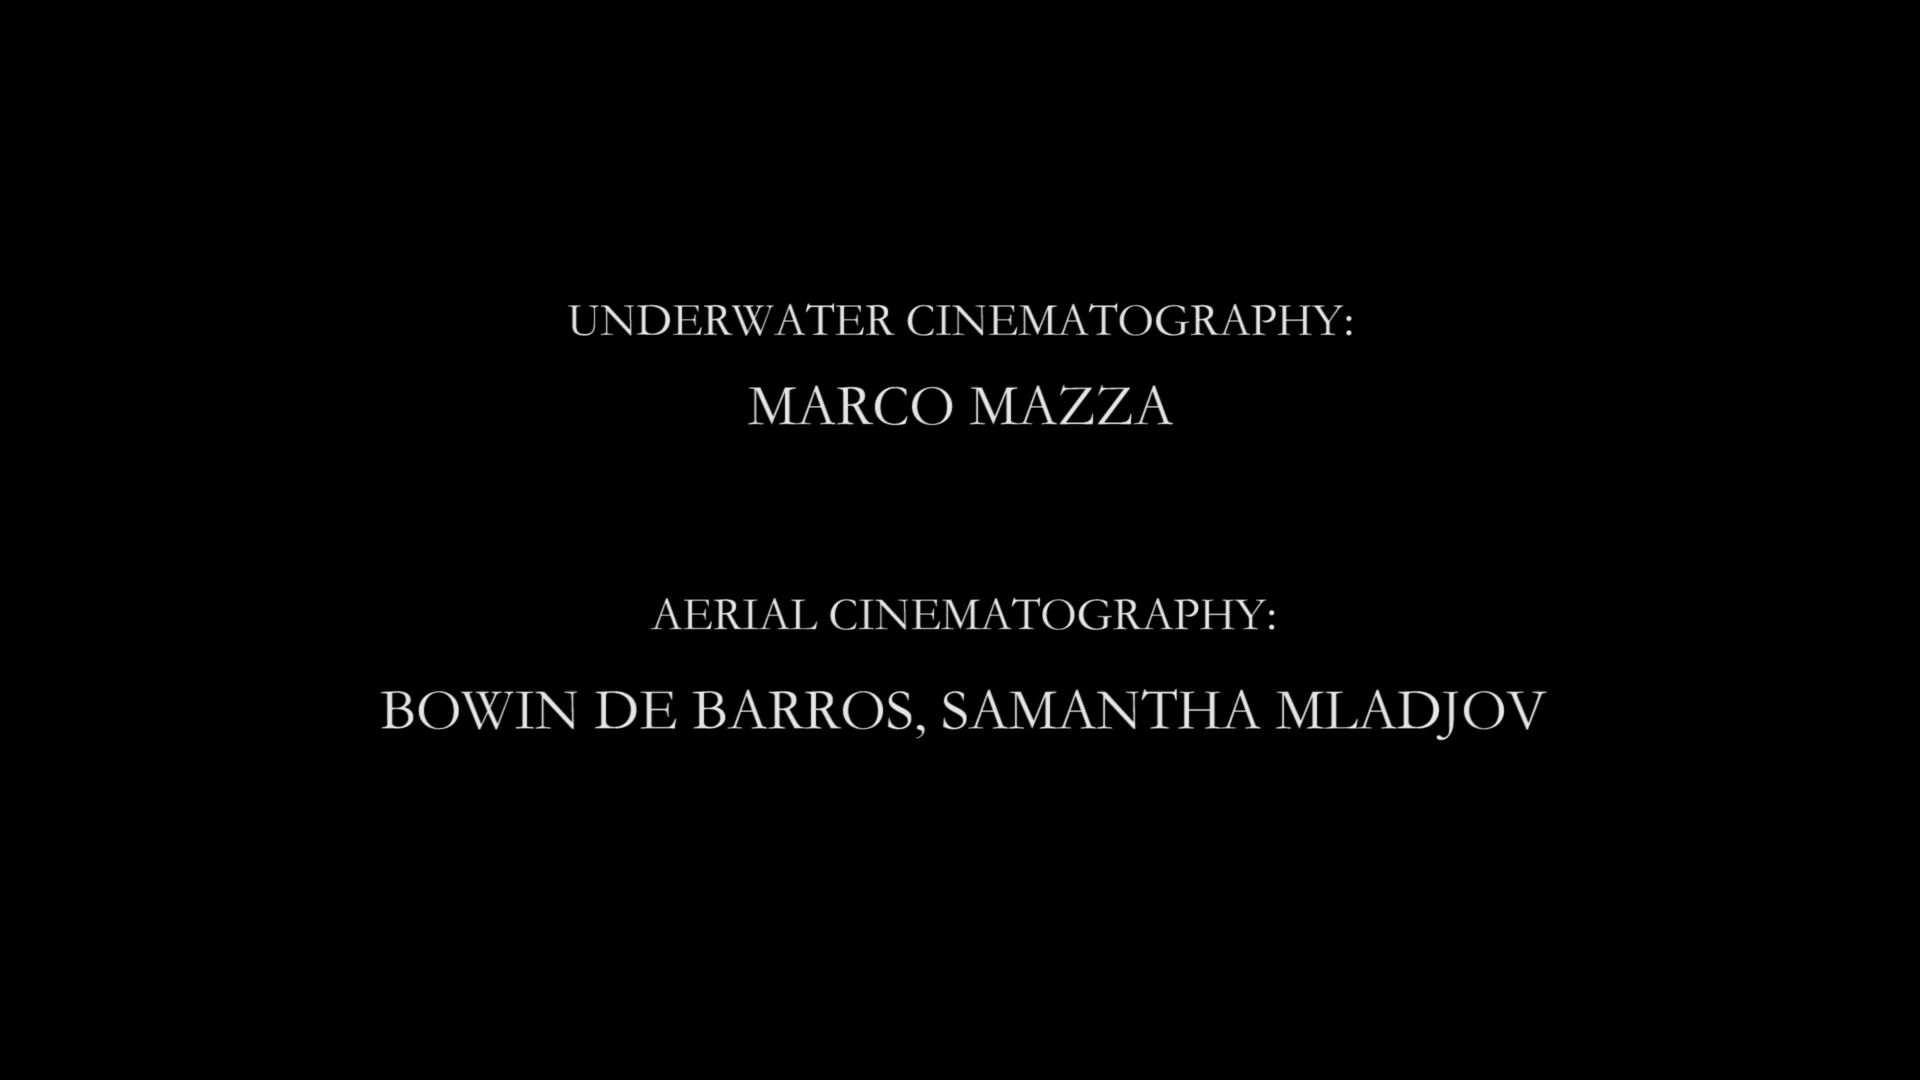 UNDERWATER CINEMATOGRAPHY:
MARCO MAZZA
AERIAL CINEMATOGRAPHY:
BOWIN DE BARROS, SAMANTHA MLADJOV